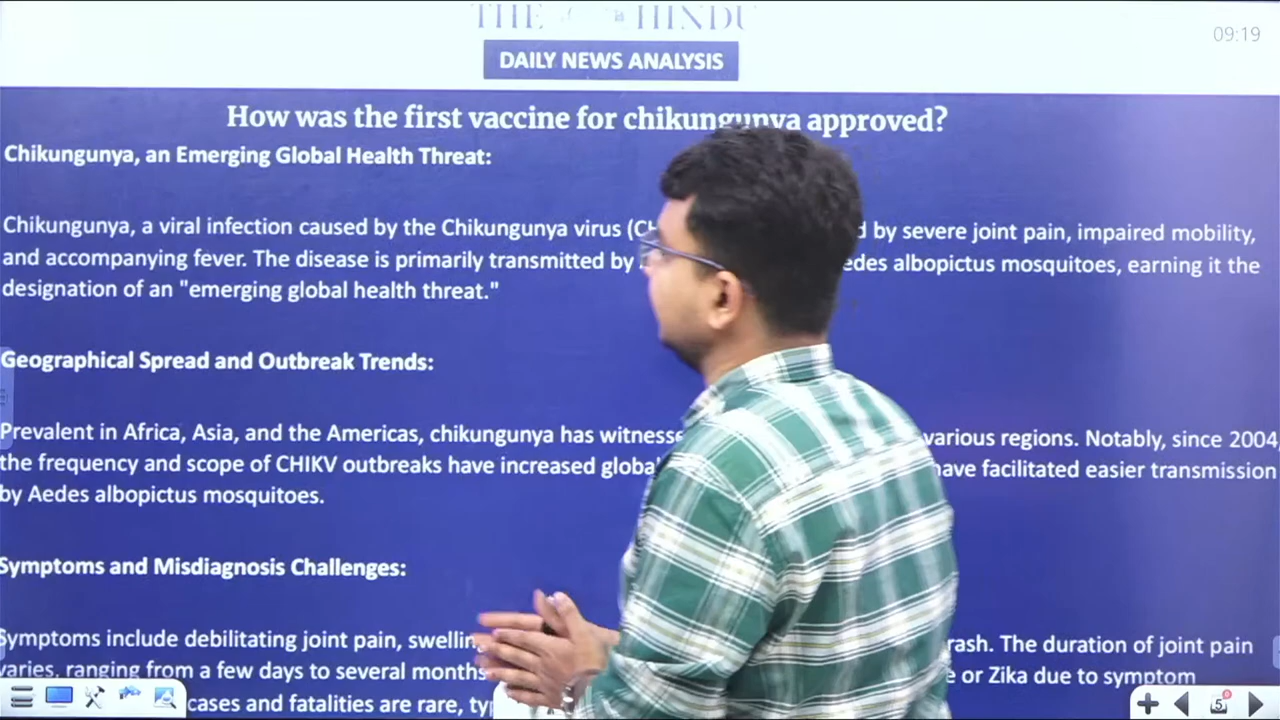 THE HINDU
09:19
DAILY NEWS ANALYSIS
How was the first vaccine for chikungunya approved?
Chikungunya, an Emerging Global Health Threat:
Chikungunya, a viral infection caused by the Chikungunya virus (CH by severe joint pain, impaired mobility,
and accompanying fever. The disease is primarily transmitted by albopictus mosquitoes, earning it the
designation of an "emerging global health threat."
Geographical Spread and Outbreak Trends:
Prevalent in Africa, Asia, and the Americas, chikungunya has various regions. Notably, since 2004,
the frequency and scope of CHIKV outbreaks have increased have facilitated easier transmission
by Aedes albopictus mosquitoes.
Symptoms and Misdiagnosis Challenges:
Symptoms include debilitating joint pain, rash. The duration of joint pain
varies, ranging from a few days to several months or Zika due to symptom
cases and fatalities are rare,
5